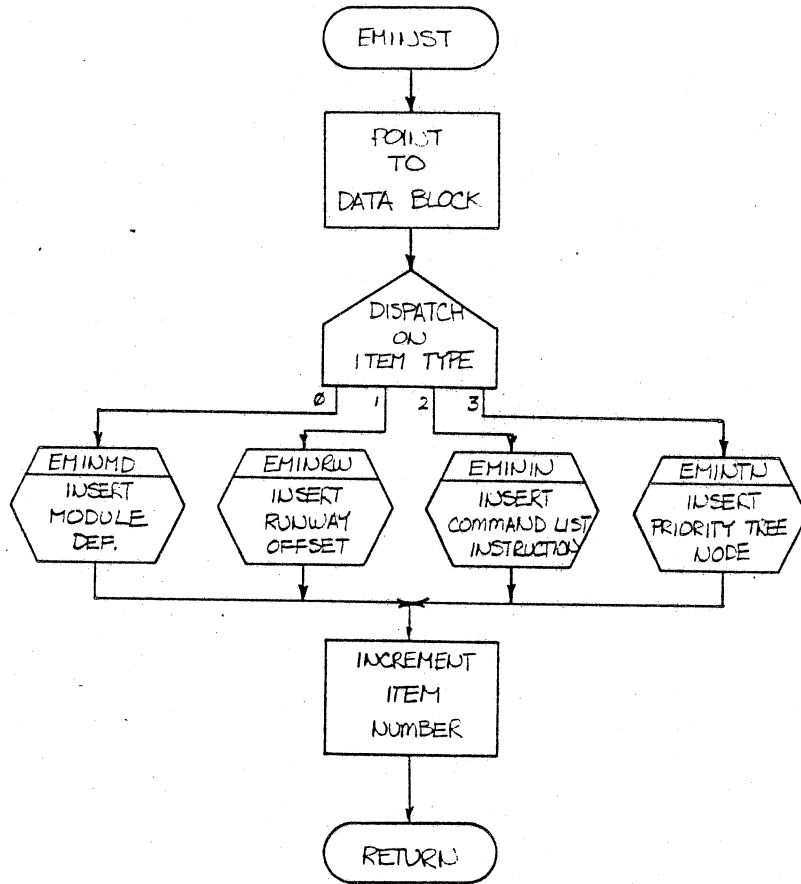 EMINST
POINT
TO
DATA BLOCK
DISPATCH
ON
ITEM TYPE
Ø 1 2 3
EMINMD
INSERT
MODULE
DEF.
EMINRW
INSERT
RUNWAY
OFFSET
EMININ
INSERT
COMMAND LIST
INSTRUCTION
EMINTN
INSERT
PRIORITY TREE
NODE
INCREMENT
ITEM
NUMBER
RETURN